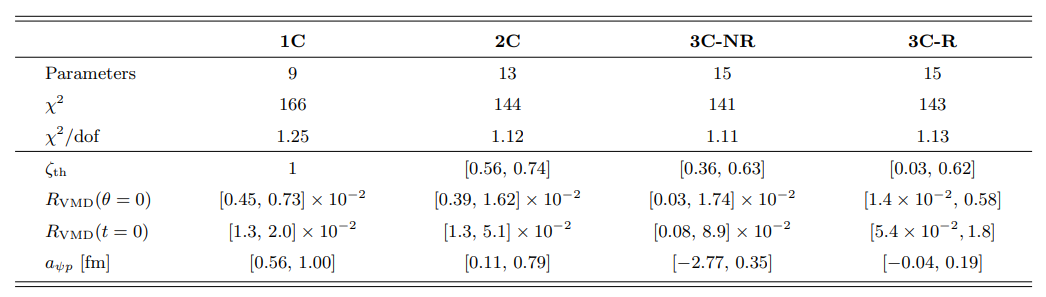 1C 2C 3C-NR 3C-R
Parameters 9 13 15 15
χ² 166 144 141 143
χ²/dof 1.25 1.12 1.11 1.13
ζ_th 1 [0.56, 0.74] [0.36, 0.63] [0.03, 0.62]
R_VMD(θ = 0) [0.45, 0.73] × 10⁻² [0.39, 1.62] × 10⁻² [0.03, 1.74] × 10⁻² [1.4 × 10⁻², 0.58]
R_VMD(t = 0) [1.3, 2.0] × 10⁻² [1.3, 5.1] × 10⁻² [0.08, 8.9] × 10⁻² [5.4 × 10⁻², 1.8]
a_ψp [fm] [0.56, 1.00] [0.11, 0.79] [−2.77, 0.35] [−0.04, 0.19]